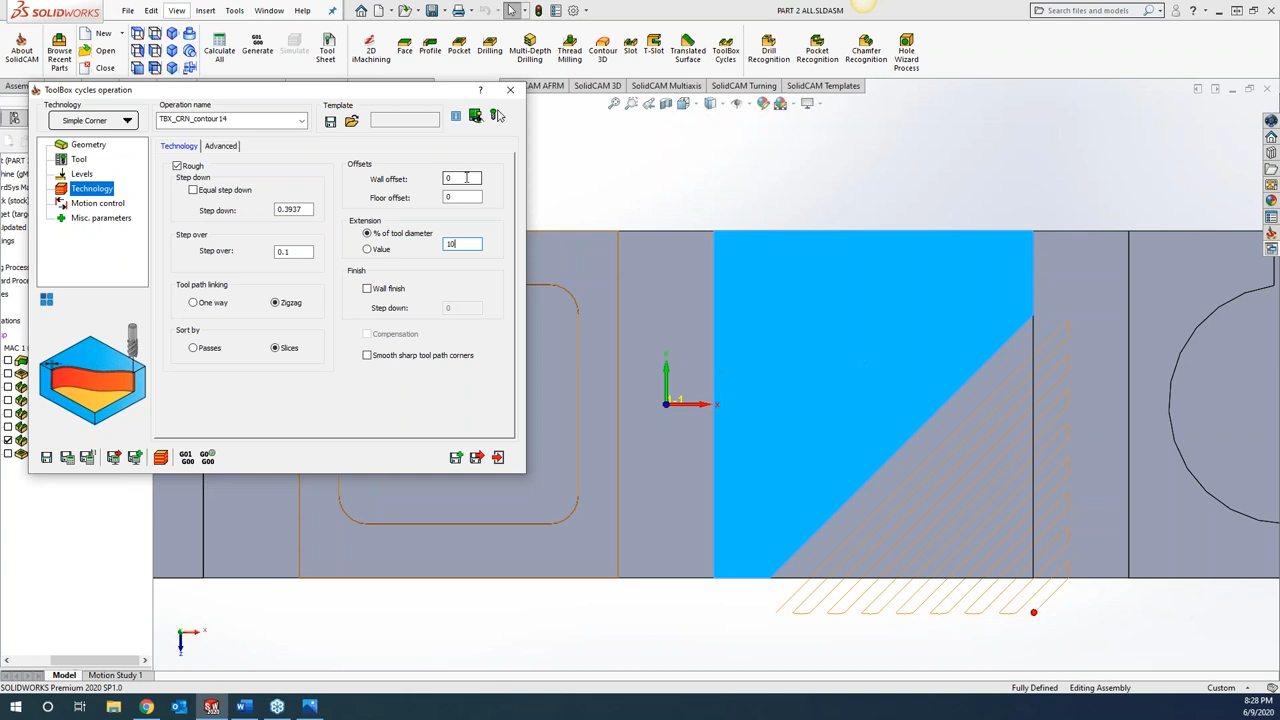 SOLIDWORKS File Edit View Insert Tools Window Help PART 2 ALL.SLDASM Search files and models
New Open Close
About SolidCAM
Browse Recent Parts
Calculate All
Generate
Simulate
Tool Sheet
2D iMachining
Face
Profile
Pocket
Drilling
Multi-Depth Drilling
Thread Milling
Contour 3D
Slot
T-Slot
Translated Surface
ToolBox Cycles
Drill Recognition
Pocket Recognition
Chamfer Recognition
Hole Wizard Process
SolidCAM 3D SolidCAM Multiaxis SolidCAM Turning SolidCAM Templates
ToolBox cycles operation
Technology
Simple Corner
Operation name
TBX_CRN_contour14
Template
Geometry
Tool
Levels
Technology
Motion control
Misc. parameters
Technology Advanced
Rough
Step down
Equal step down
Step down: 0.3937
Step over
Step over: 0.1
Tool path linking
One way Zigzag
Sort by
Passes Slices
Offsets
Wall offset: 0
Floor offset: 0
Extension
% of tool diameter
10
Value
Finish
Wall finish
Step down: 0
Compensation
Smooth sharp tool path corners
G01 G00
G0 G00
MAC 1
x
x
z
Model Motion Study 1
SOLIDWORKS Premium 2020 SP1.0 Fully Defined Editing Assembly Custom
8:28 PM
6/9/2020